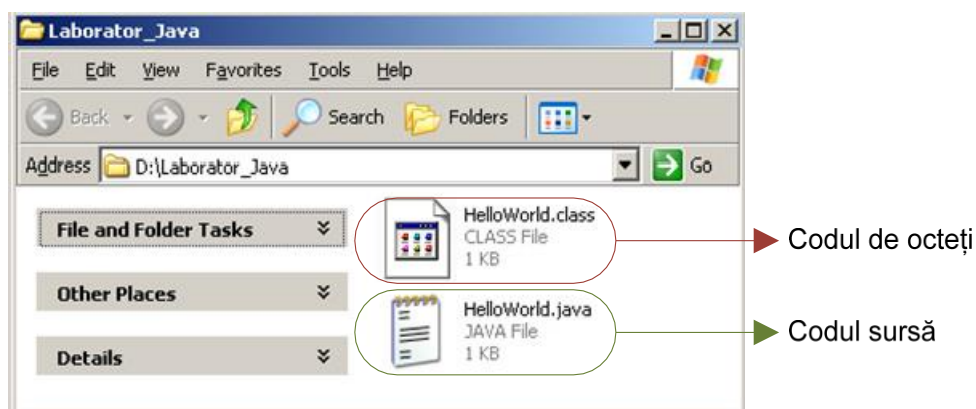 Laborator_Java
File Edit View Favorites Tools Help
Back Search Folders
Address D:\Laborator_Java Go
File and Folder Tasks
Other Places
Details
HelloWorld.class
CLASS File
1 KB
HelloWorld.java
JAVA File
1 KB
Codul de octeți
Codul sursă